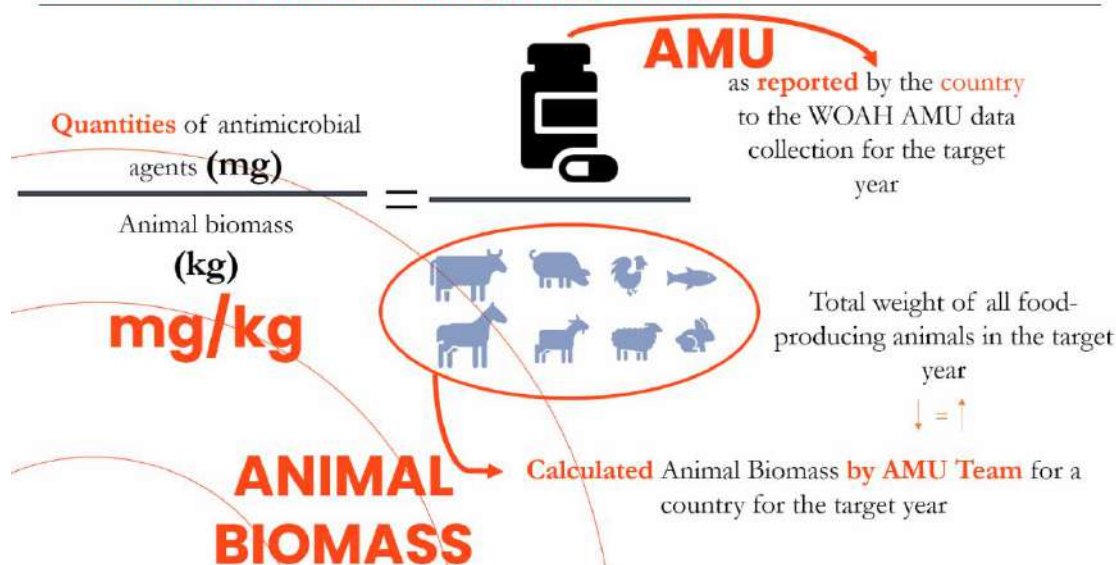 Quantities of antimicrobial
agents (mg)
Animal biomass
(kg)
mg/kg
=
AMU
as reported by the country
to the WOAH AMU data
collection for the target
year
Total weight of all food-
producing animals in the target
year
↓ = ↑
Calculated Animal Biomass by AMU Team for a
country for the target year
ANIMAL
BIOMASS